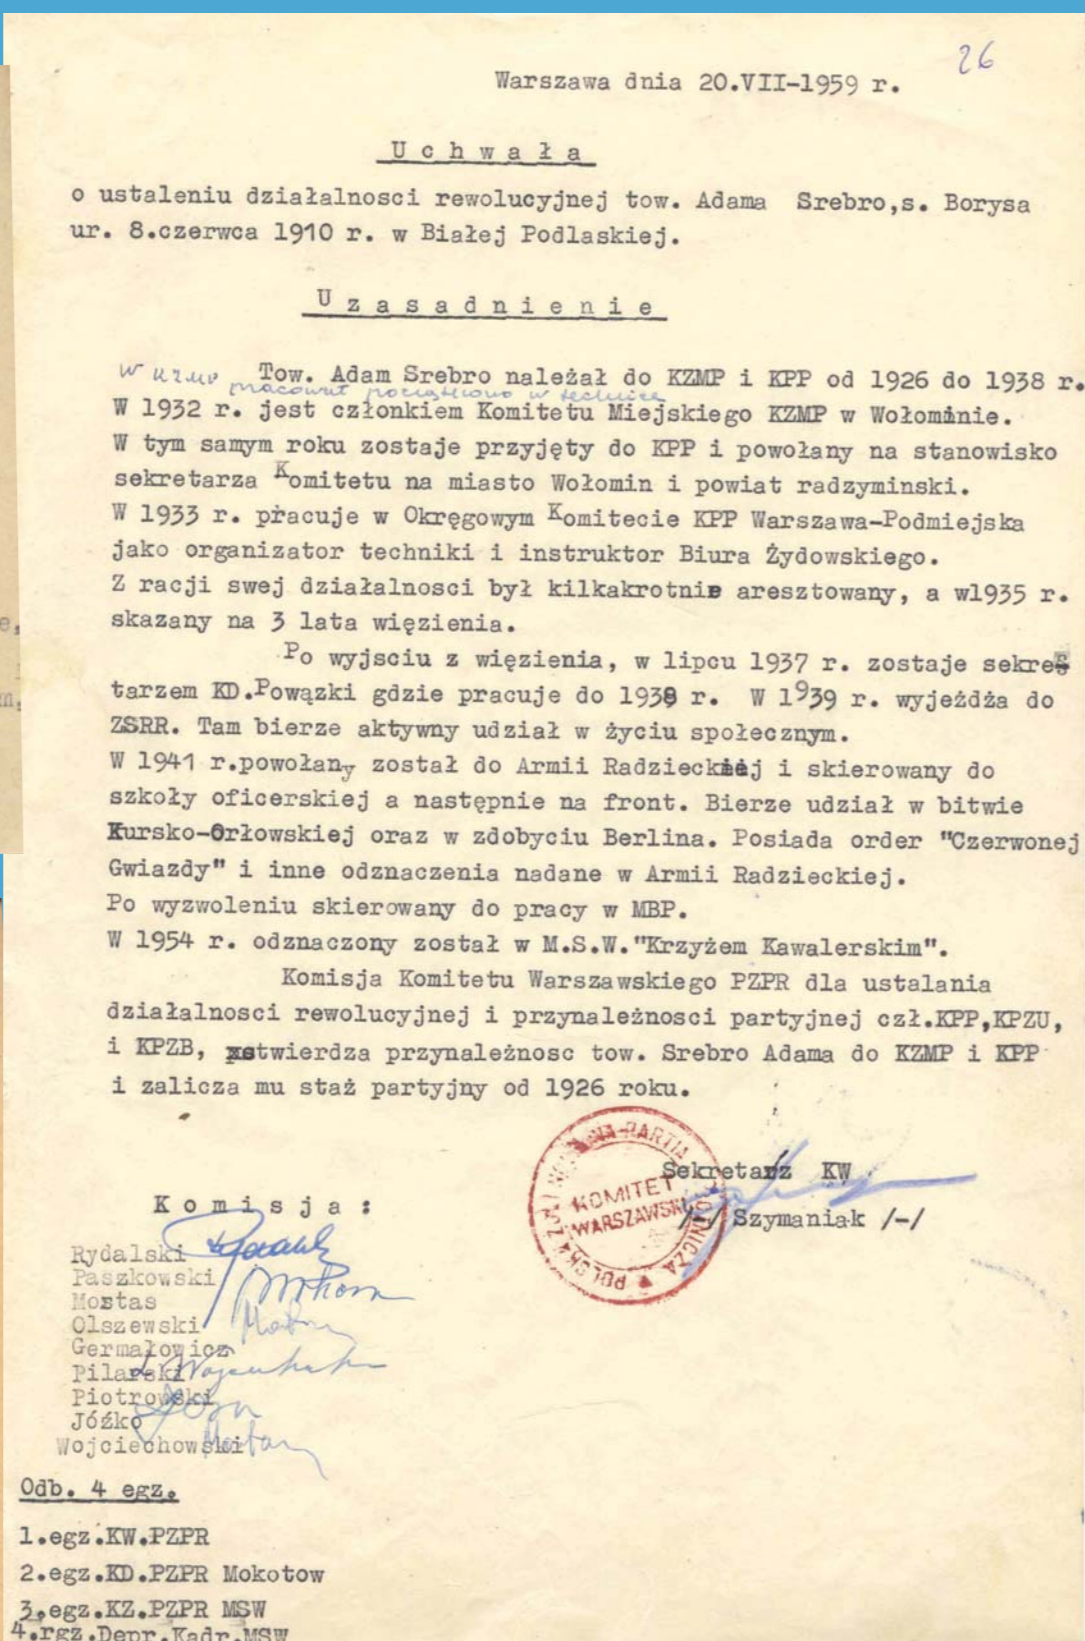 26
Warszawa dnia 20.VII-1959 r.
Uchwała
o ustaleniu działalnosci rewolucyjnej tow. Adama Srebro,s. Borysa
ur. 8.czerwca 1910 r. w Białej Podlaskiej.
Uzasadnienie
Tow. Adam Srebro należał do KZMP i KPP od 1926 do 1938 r.
w technice
W 1932 r. jest członkiem Komitetu Miejskiego KZMP w Wołominie.
W tym samym roku zostaje przyjęty do KPP i powołany na stanowisko
sekretarza Komitetu na miasto Wołomin i powiat radzyminski.
W 1933 r. pracuje w Okręgowym Komitecie KPP Warszawa-Podmiejska
jako organizator techniki i instruktor Biura Żydowskiego.
Z racji swej działalnosci był kilkakrotnie aresztowany, a w1935 r.
skazany na 3 lata więzienia.
Po wyjsciu z więzienia, w lipcu 1937 r. zostaje sekre
tarzem KD.Powązki gdzie pracuje do 1938 r. W 1939 r. wyjeżdża do
ZSRR. Tam bierze aktywny udział w życiu społecznym.
W 1941 r.powołany został do Armii Radzieckiej i skierowany do
szkoły oficerskiej a następnie na front. Bierze udział w bitwie
Kursko-Orłowskiej oraz w zdobyciu Berlina. Posiada order "Czerwonej
Gwiazdy" i inne odznaczenia nadane w Armii Radzieckiej.
Po wyzwoleniu skierowany do pracy w MBP.
W 1954 r. odznaczony został w M.S.W."Krzyżem Kawalerskim".
Komisja Komitetu Warszawskiego PZPR dla ustalania
działalnosci rewolucyjnej i przynależnosci partyjnej czł.KPP,KPZU,
i KPZB, stwierdza przynależnosc tow. Srebro Adama do KZMP i KPP
i zalicza mu staż partyjny od 1926 roku.
POLSKA ZJEDNOCZONA PARTIA ROBOTNICZA
KOMITET
WARSZAWSKI
Sekretarz KW
/-/ Szymaniak /-/
Komisja:
Rydalski
Paszkowski
Mostas
Olszewski
Germałowicz
Pilarski
Piotrowski
Jóźko
Wojciechowski
Odb. 4 egz.
1.egz.KW.PZPR
2.egz.KD.PZPR Mokotow
3.egz.KZ.PZPR MSW
4.rgz.Depr.Kadr.MSW